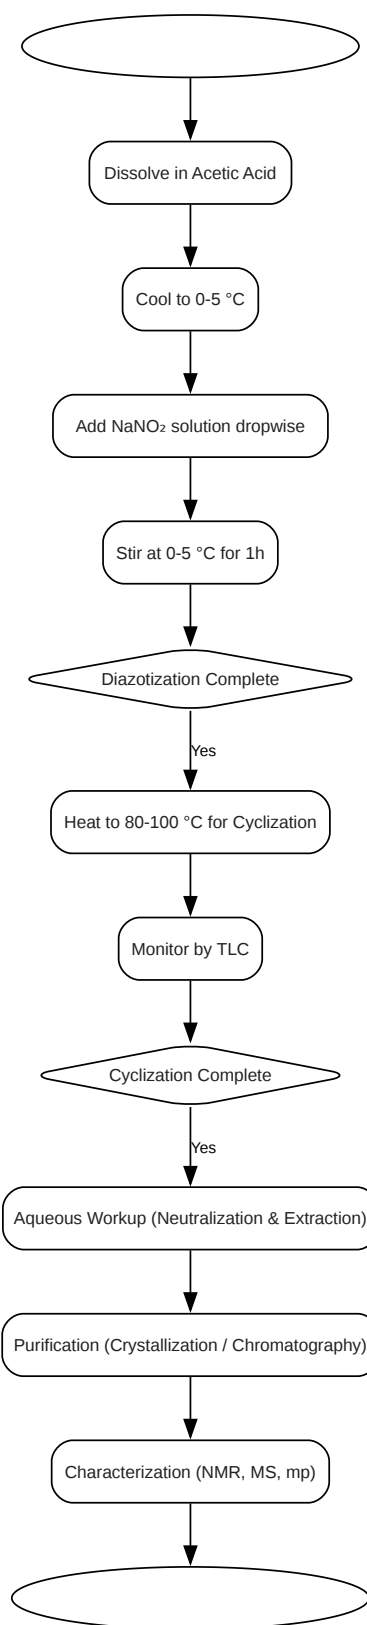 Dissolve in Acetic Acid
Cool to 0-5 °C
Add NaNO₂ solution dropwise
Stir at 0-5 °C for 1h
Diazotization Complete
Yes
Heat to 80-100 °C for Cyclization
Monitor by TLC
Cyclization Complete
Yes
Aqueous Workup (Neutralization & Extraction)
Purification (Crystallization / Chromatography)
Characterization (NMR, MS, mp)